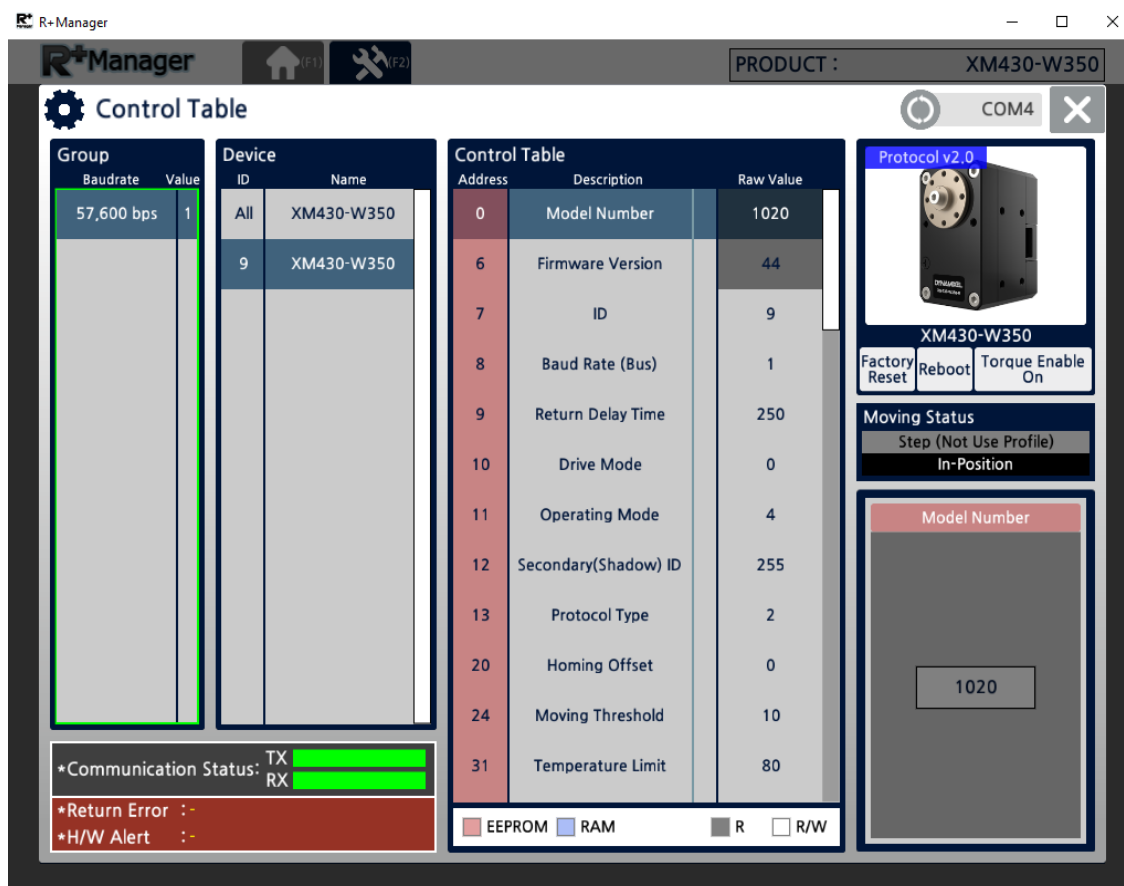 R+Manager
R+Manager (F1) (F2) PRODUCT : XM430-W350
Control Table COM4
Group
Baudrate Value
57,600 bps 1
Device
ID Name
All XM430-W350
9 XM430-W350
Control Table
Address Description Raw Value
0 Model Number 1020
6 Firmware Version 44
7 ID 9
8 Baud Rate (Bus) 1
9 Return Delay Time 250
10 Drive Mode 0
11 Operating Mode 4
12 Secondary(Shadow) ID 255
13 Protocol Type 2
20 Homing Offset 0
24 Moving Threshold 10
31 Temperature Limit 80
EEPROM RAM R R/W
Protocol v2.0
DYNAMIXEL
XM430-W350
Factory Reset
Reboot
Torque Enable On
Moving Status
Step (Not Use Profile)
In-Position
Model Number
1020
*Communication Status: TX
RX
*Return Error :-
*H/W Alert :-